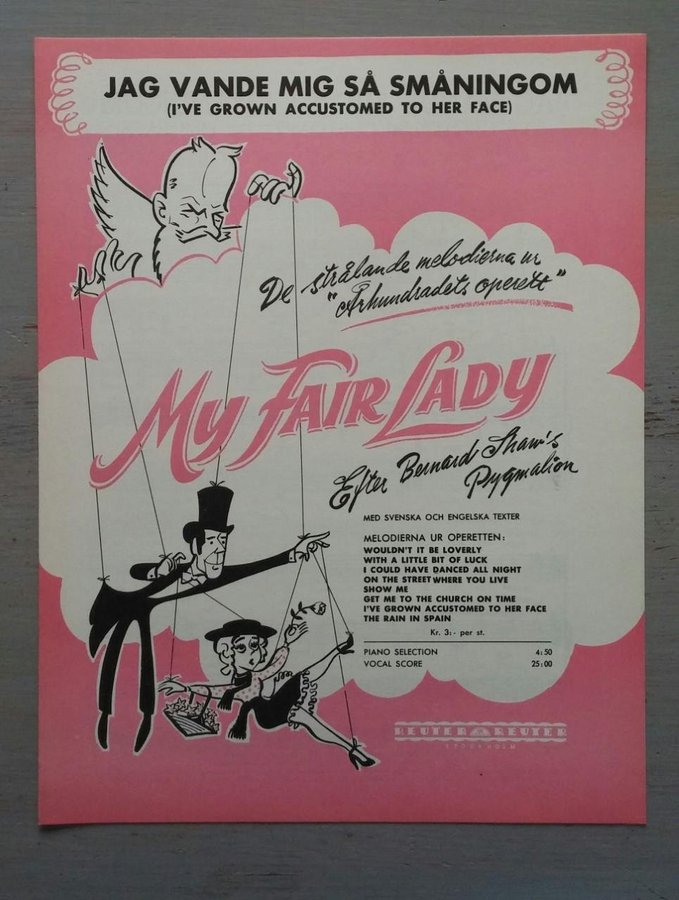 JAG VANDE MIG SÅ SMÅNINGOM
(I'VE GROWN ACCUSTOMED TO HER FACE)
De strålande melodierna ur
"Århundradets operett"
My Fair Lady
Efter Bernard Shaw's
Pygmalion
MED SVENSKA OCH ENGELSKA TEXTER
MELODIERNA UR OPERETTEN:
WOULDN'T IT BE LOVERLY
WITH A LITTLE BIT OF LUCK
I COULD HAVE DANCED ALL NIGHT
ON THE STREET WHERE YOU LIVE
SHOW ME
GET ME TO THE CHURCH ON TIME
I'VE GROWN ACCUSTOMED TO HER FACE
THE RAIN IN SPAIN
Kr. 3:- per st.
PIANO SELECTION 4:50
VOCAL SCORE 25:00
REUTER & REUTER
STOCKHOLM